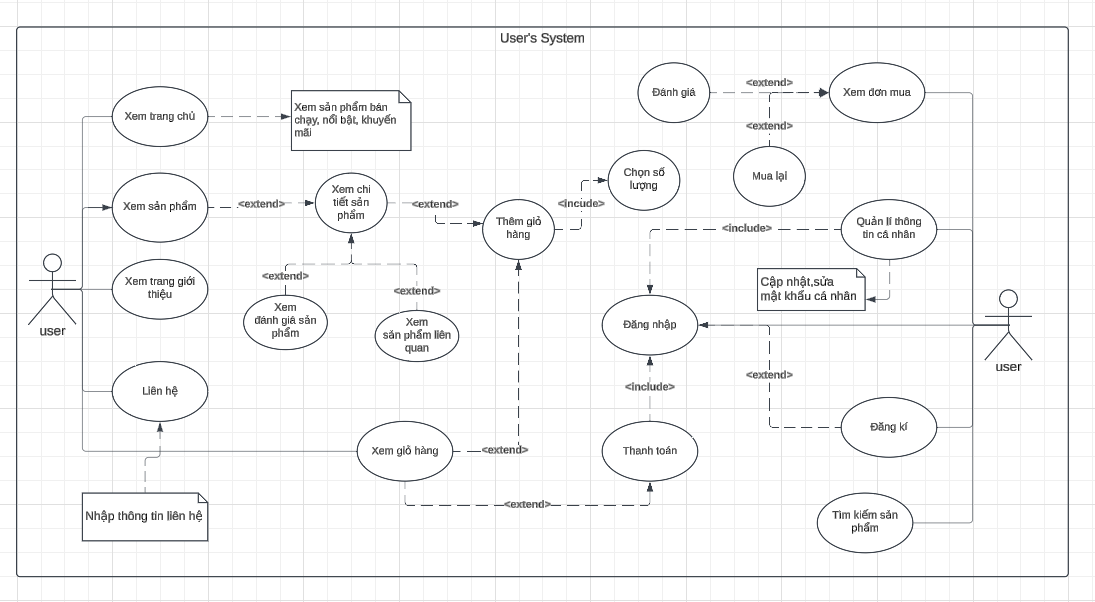 User's System
Đánh giá
<extend>
Xem đơn mua
Xem trang chủ
Xem sản phẩm bán
chạy, nổi bật, khuyến
mãi
<extend>
Mua lại
Chọn số
lượng
Xem sản phẩm
<extend>
Xem chi
tiết sản
phẩm
<extend>
<include>
Thêm giỏ
hàng
<include>
Quản lí thông
tin cá nhân
Xem trang giới
thiệu
<extend>
<extend>
Xem
đánh giá sản
phẩm
Xem
sản phẩm liên
quan
Cập nhật,sửa
mật khẩu cá nhân
user
Đăng nhập
user
Liên hệ
<include>
<extend>
Xem giỏ hàng
<extend>
Thanh toán
Đăng kí
<extend>
Nhập thông tin liên hệ
Tìm kiếm sản
phẩm